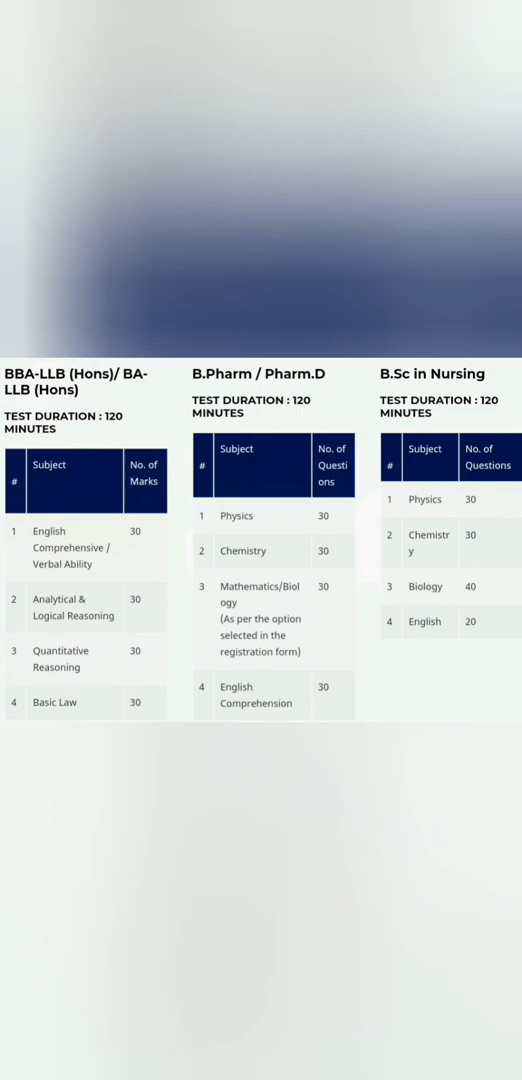 BBA-LLB (Hons)/ BA-
LLB (Hons)
TEST DURATION : 120
MINUTES
# Subject No. of
Marks
1 English 30
Comprehensive /
Verbal Ability
2 Analytical & 30
Logical Reasoning
3 Quantitative 30
Reasoning
4 Basic Law 30
B.Pharm / Pharm.D
TEST DURATION : 120
MINUTES
# Subject No. of
Questi
ons
1 Physics 30
2 Chemistry 30
3 Mathematics/Biol 30
ogy
(As per the option
selected in the
registration form)
4 English 30
Comprehension
B.Sc in Nursing
TEST DURATION : 120
MINUTES
# Subject No. of
Questions
1 Physics 30
2 Chemistr 30
y
3 Biology 40
4 English 20